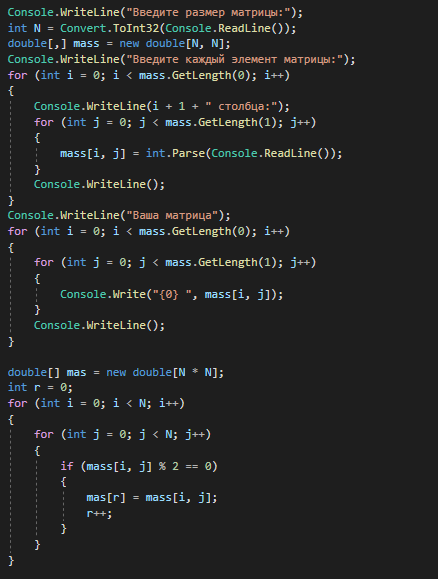 Console.WriteLine("Введите размер матрицы:");
int N = Convert.ToInt32(Console.ReadLine());
double[,] mass = new double[N, N];
Console.WriteLine("Введите каждый элемент матрицы:");
for (int i = 0; i < mass.GetLength(0); i++)
{
Console.WriteLine(i + 1 + " столбца:");
for (int j = 0; j < mass.GetLength(1); j++)
{
mass[i, j] = int.Parse(Console.ReadLine());
}
Console.WriteLine();
}
Console.WriteLine("Ваша матрица");
for (int i = 0; i < mass.GetLength(0); i++)
{
for (int j = 0; j < mass.GetLength(1); j++)
{
Console.Write("{0} ", mass[i, j]);
}
Console.WriteLine();
}
double[] mas = new double[N * N];
int r = 0;
for (int i = 0; i < N; i++)
{
for (int j = 0; j < N; j++)
{
if (mass[i, j] % 2 == 0)
{
mas[r] = mass[i, j];
r++;
}
}
}